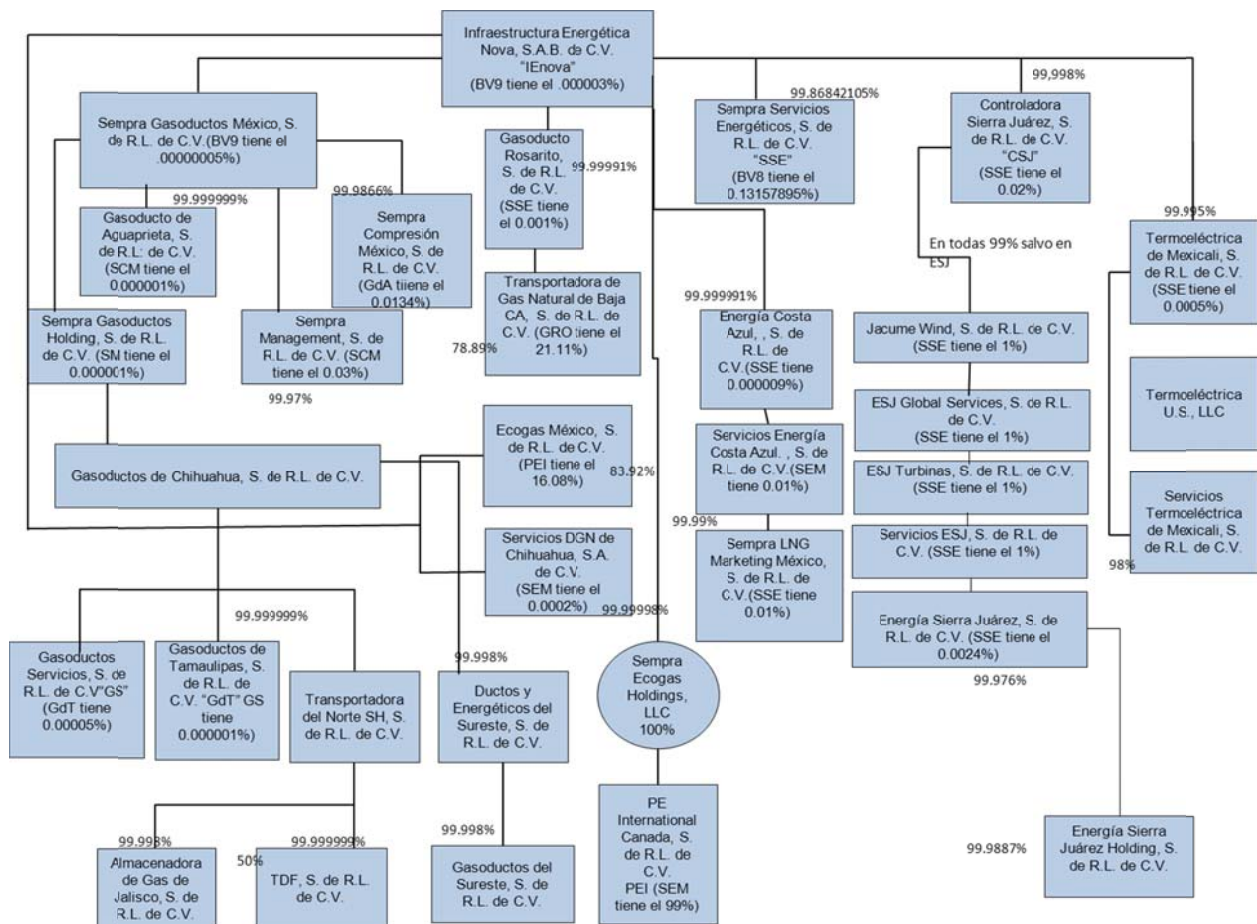 Infraestructura Energética
Nova, S.A.B. de C.V.
"IEnova"
(BV9 tiene el .000003%)
Sempra Gasoductos México, S.
de R.L. de C.V.(BV9 tiene el
.00000005%)
99.86842105%
Sempra Servicios
Energéticos, S. de
R.L. de C.V.
"SSE"
(BV8 tiene el
0.13157895%)
99,998%
Controladora
Sierra Juárez, S.
de R.L. de C.V.
"CSJ"
(SSE tiene el
0.02%)
Gasoducto
Rosarito,
S. de R.L.
de C.V.
(SSE tiene
el 0.001%)
99.99991%
99.999999%
Gasoducto de
Aguaprieta, S.
de R.L: de C.V.
(SCM tiene el
0.000001%)
99.9866%
Sempra
Compresión
México, S. de
R.L. de C.V.
(GdA tiene el
0.0134%)
99.995%
Termoeléctrica
de Mexicali, S.
de R.L. de C.V.
(SSE tiene el
0.0005%)
En todas 99% salvo en
ESJ
Transportadora de
Gas Natural de Baja
CA, S. de R.L. de
C.V. (GRO tiene el
21.11%)
78.89%
Sempra Gasoductos
Holding, S. de R.L.
de C.V. (SM tiene el
0.000001%)
Sempra
Management, S. de
R.L. de C.V. (SCM
tiene el 0.03%)
99.97%
99.999991%
Energía Costa
Azul, , S. de
R.L. de
C.V.(SSE tiene
0.000009%)
Jacume Wind, S. de R.L. de C.V.
(SSE tiene el 1%)
Termoeléctrica
U.S., LLC
ESJ Global Services, S. de R.L.
de C.V.
(SSE tiene el 1%)
Ecogas México, S.
de R.L. de C.V.
(PEI tiene el
16.08%)
83.92%
Servicios Energía
Costa Azul. , S. de
R.L. de C.V.(SEM
tiene 0.01%)
Gasoductos de Chihuahua, S. de R.L. de C.V.
ESJ Turbinas, S. de R.L. de C.V.
(SSE tiene el 1%)
Servicios
Termoeléctrica
de Mexicali, S.
de R.L. de C.V.
98%
Servicios DGN de
Chihuahua, S.A.
de C.V.
(SEM tiene el
0.0002%)
99.99998%
99.99%
Sempra LNG
Marketing México,
S. de R.L. de
C.V.(SSE tiene el
0.01%)
Servicios ESJ, S. de R.L. de
C.V. (SSE tiene el 1%)
Energía Sierra Juárez, S. de
R.L. de C.V. (SSE tiene el
0.0024%)
99.976%
99.999999%
Gasoductos
Servicios, S. de
R.L. de C.V"GS"
(GdT tiene
0.00005%)
Gasoductos de
Tamaulipas, S.
de R.L. de
C.V. "GdT" GS
tiene
0.000001%)
Transportadora
del Norte SH, S.
de R.L. de C.V.
99.998%
Ductos y
Energéticos del
Sureste, S. de
R.L. de C.V.
Sempra
Ecogas
Holdings,
LLC
100%
99.998%
Almacenadora
de Gas de
Jalisco, S. de
R.L. de C.V.
50%
99.999999%
TDF, S. de R.L.
de C.V.
99.998%
Gasoductos del
Sureste, S. de
R.L. de C.V.
PE
International
Canada, S.
de R.L. de
C.V.
PEI (SEM
tiene el 99%)
99.9887%
Energía Sierra
Juárez Holding, S.
de R.L. de C.V.